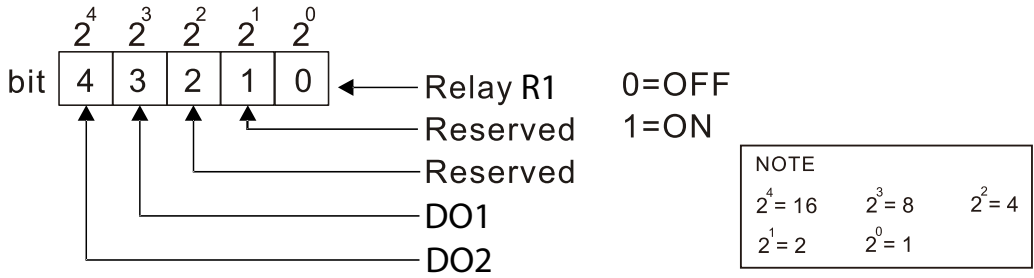 2⁴ 2³ 2² 2¹ 2⁰
bit 4 3 2 1 0 Relay R1 0=OFF
Reserved 1=ON
Reserved
DO1
DO2
NOTE
2⁴= 16 2³= 8 2²= 4
2¹= 2 2⁰= 1